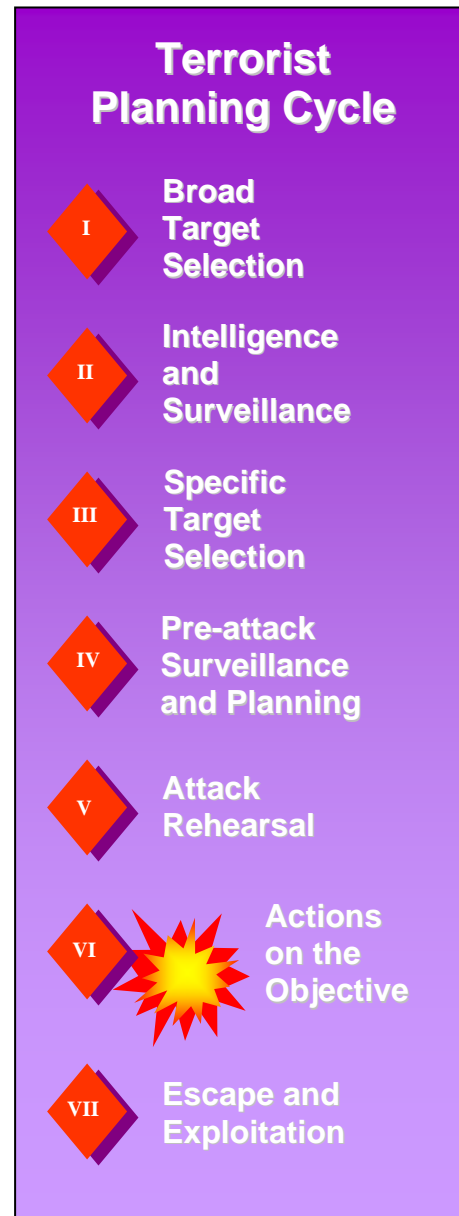 Terrorist
Planning Cycle
I
Broad
Target
Selection
II
Intelligence
and
Surveillance
III
Specific
Target
Selection
IV
Pre-attack
Surveillance
and Planning
V
Attack
Rehearsal
VI
Actions
on the
Objective
VII
Escape and
Exploitation